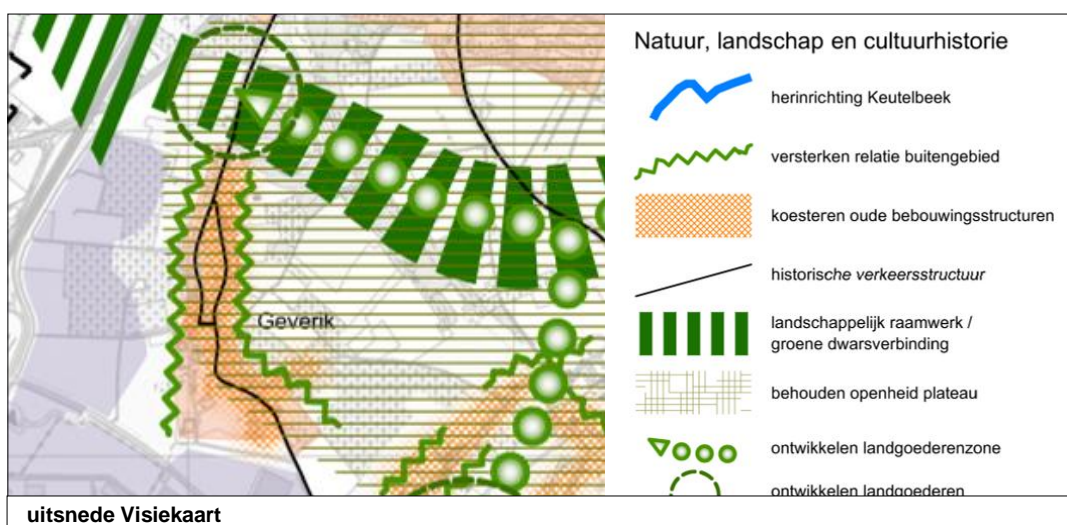 Geverik
Natuur, landschap en cultuurhistorie
herinrichting Keutelbeek
versterken relatie buitengebied
koesteren oude bebouwingsstructuren
historische verkeersstructuur
landschappelijk raamwerk /
groene dwarsverbinding
behouden openheid plateau
ontwikkelen landgoederenzone
ontwikkelen landgoederen
uitsnede Visiekaart